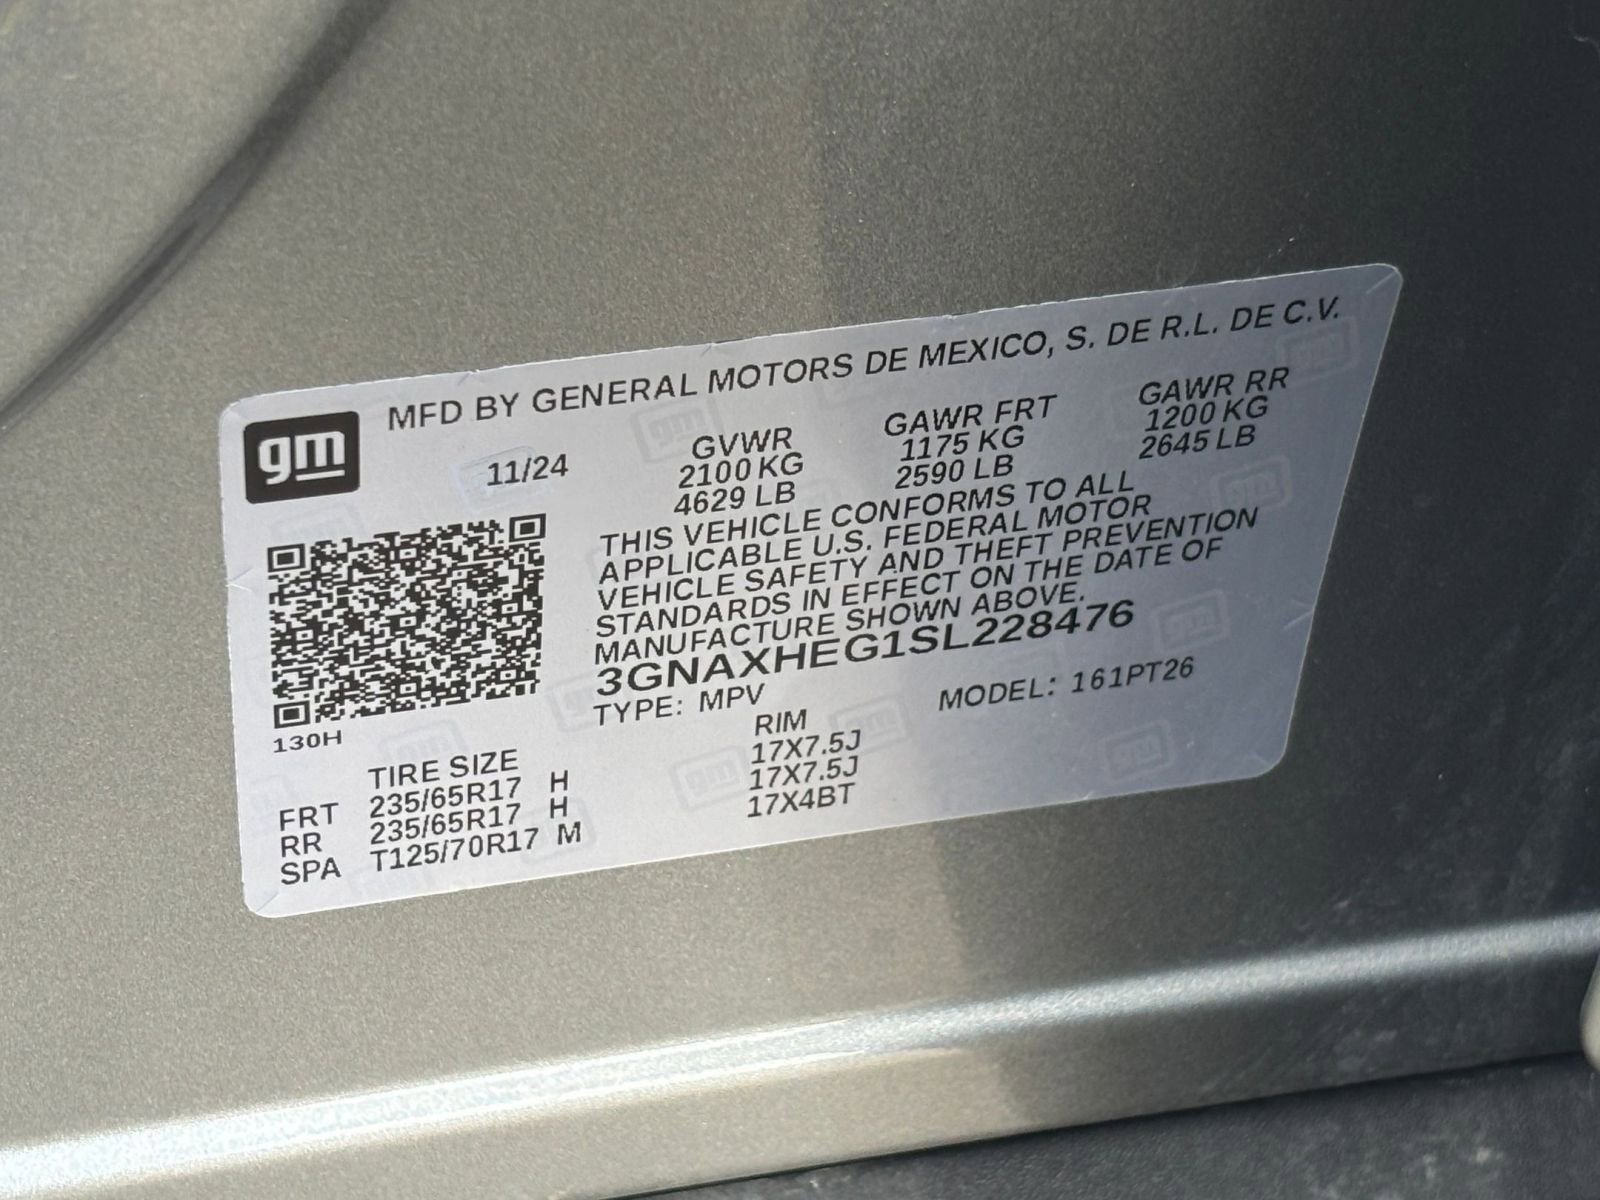 gm
MFD BY GENERAL MOTORS DE MEXICO, S. DE R.L. DE C.V.
11/24
GVWR GAWR FRT GAWR RR
2100 KG 1175 KG 1200 KG
4629 LB 2590 LB 2645 LB
THIS VEHICLE CONFORMS TO ALL
APPLICABLE U.S. FEDERAL MOTOR
VEHICLE SAFETY AND THEFT PREVENTION
STANDARDS IN EFFECT ON THE DATE OF
MANUFACTURE SHOWN ABOVE.
3GNAXHEG1SL228476
TYPE: MPV MODEL: 161PT26
130H
TIRE SIZE RIM
FRT 235/65R17 H 17X7.5J
RR 235/65R17 H 17X7.5J
SPA T125/70R17 M 17X4BT